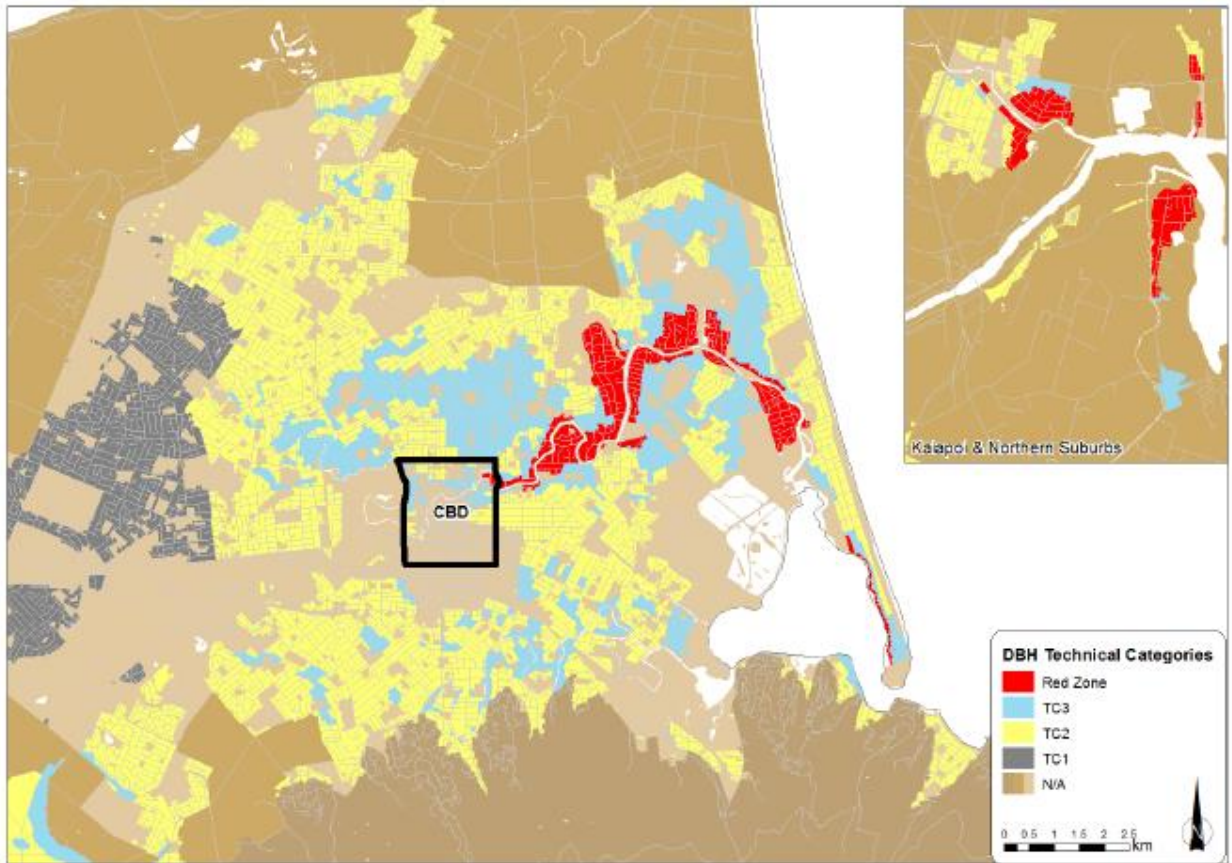 Kaiapoi & Northern Suburbs
CBD
DBH Technical Categories
Red Zone
TC3
TC2
TC1
N/A
N
0 0.5 1 1.5 2 2.5
km